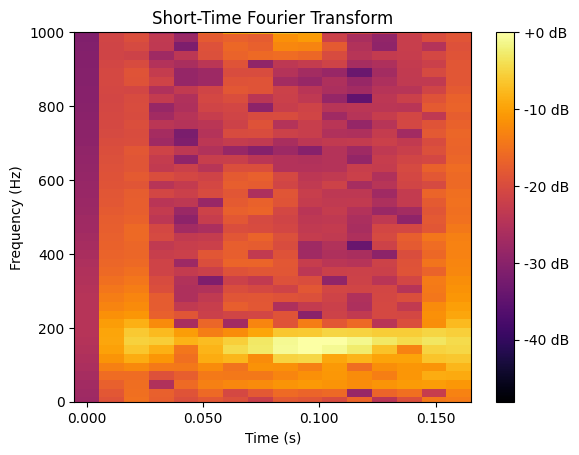 Short-Time Fourier Transform
Frequency (Hz)
1000
800
600
400
200
0
0.000
0.050
0.100
0.150
Time (s)
+0 dB
-10 dB
-20 dB
-30 dB
-40 dB